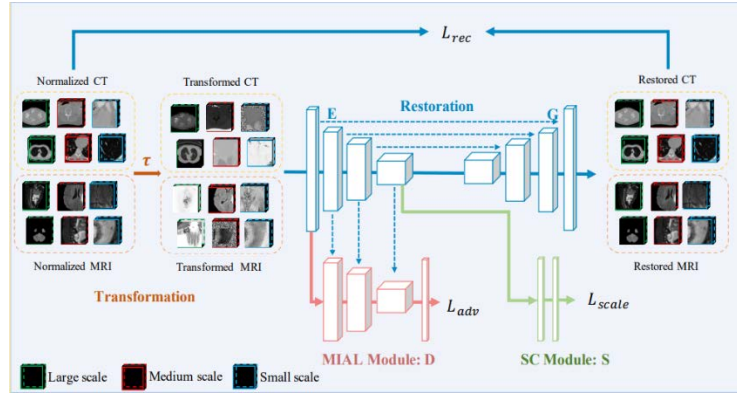 L_rec
Normalized CT
Transformed CT
Restored CT
E
Restoration
G
τ
Normalized MRI
Transformed MRI
Restored MRI
Transformation
L_adv
L_scale
MIAL Module: D
SC Module: S
Large scale
Medium scale
Small scale